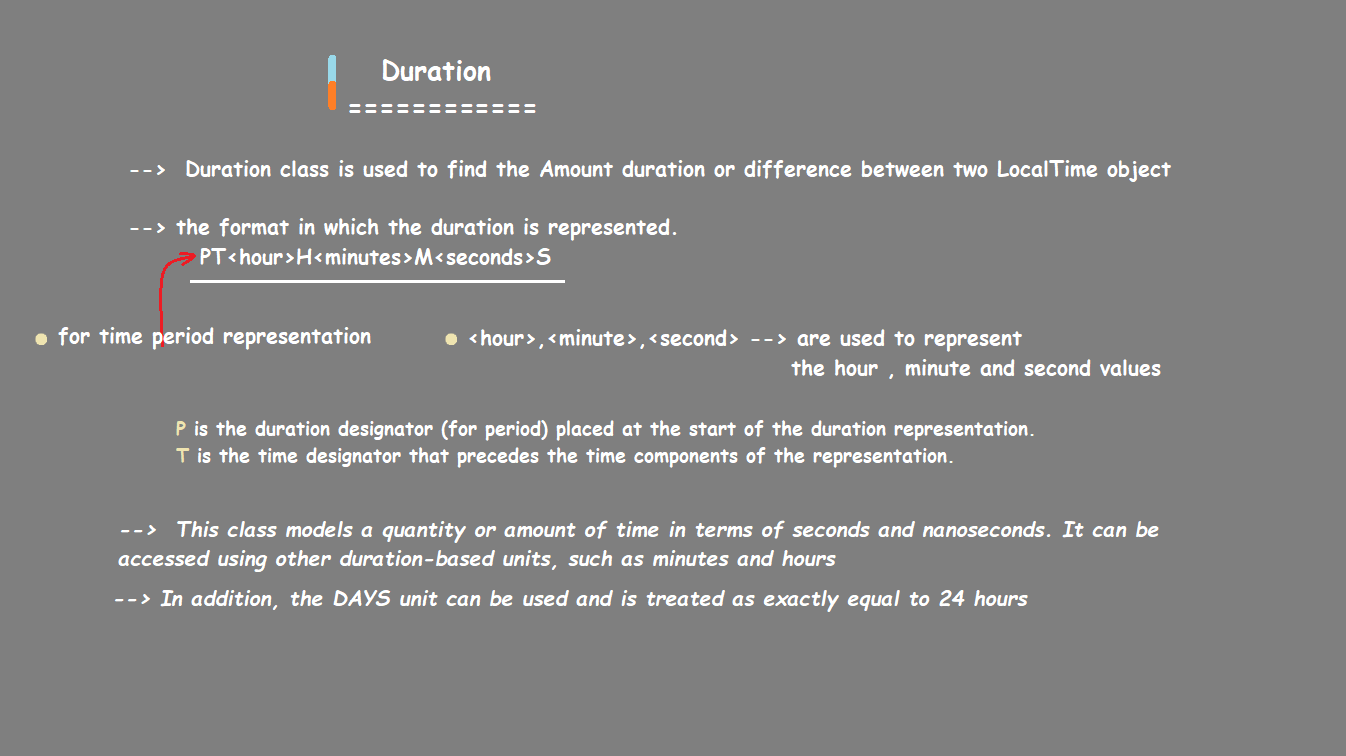 Duration
============
--> Duration class is used to find the Amount duration or difference between two LocalTime object
--> the format in which the duration is represented.
PT<hour>H<minutes>M<seconds>S
for time period representation
<hour>,<minute>,<second> --> are used to represent
the hour , minute and second values
P is the duration designator (for period) placed at the start of the duration representation.
T is the time designator that precedes the time components of the representation.
--> This class models a quantity or amount of time in terms of seconds and nanoseconds. It can be
accessed using other duration-based units, such as minutes and hours
--> In addition, the DAYS unit can be used and is treated as exactly equal to 24 hours